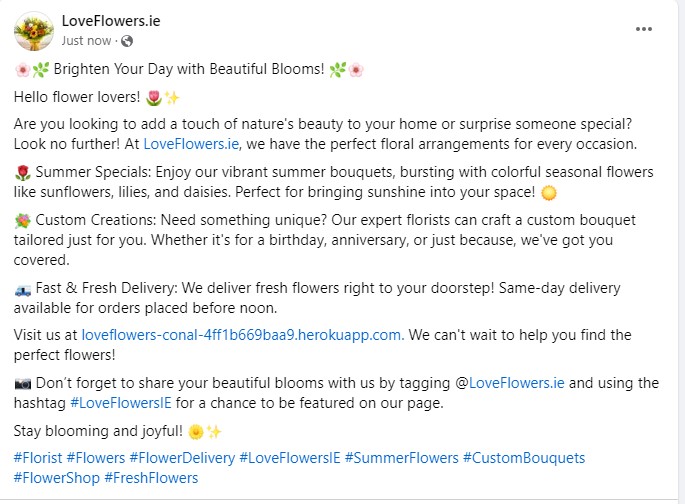 LoveFlowers.ie
Just now ·
🌸🌿 Brighten Your Day with Beautiful Blooms! 🌿🌸
Hello flower lovers! 🌷✨
Are you looking to add a touch of nature's beauty to your home or surprise someone special?
Look no further! At LoveFlowers.ie, we have the perfect floral arrangements for every occasion.
🌹 Summer Specials: Enjoy our vibrant summer bouquets, bursting with colorful seasonal flowers
like sunflowers, lilies, and daisies. Perfect for bringing sunshine into your space! 🌞
💐 Custom Creations: Need something unique? Our expert florists can craft a custom bouquet
tailored just for you. Whether it's for a birthday, anniversary, or just because, we've got you
covered.
🚙 Fast & Fresh Delivery: We deliver fresh flowers right to your doorstep! Same-day delivery
available for orders placed before noon.
Visit us at loveflowers-conal-4ff1b669baa9.herokuapp.com. We can't wait to help you find the
perfect flowers!
📷 Don't forget to share your beautiful blooms with us by tagging @LoveFlowers.ie and using the
hashtag #LoveFlowersIE for a chance to be featured on our page.
Stay blooming and joyful! 🌼✨
#Florist #Flowers #FlowerDelivery #LoveFlowersIE #SummerFlowers #CustomBouquets
#FlowerShop #FreshFlowers